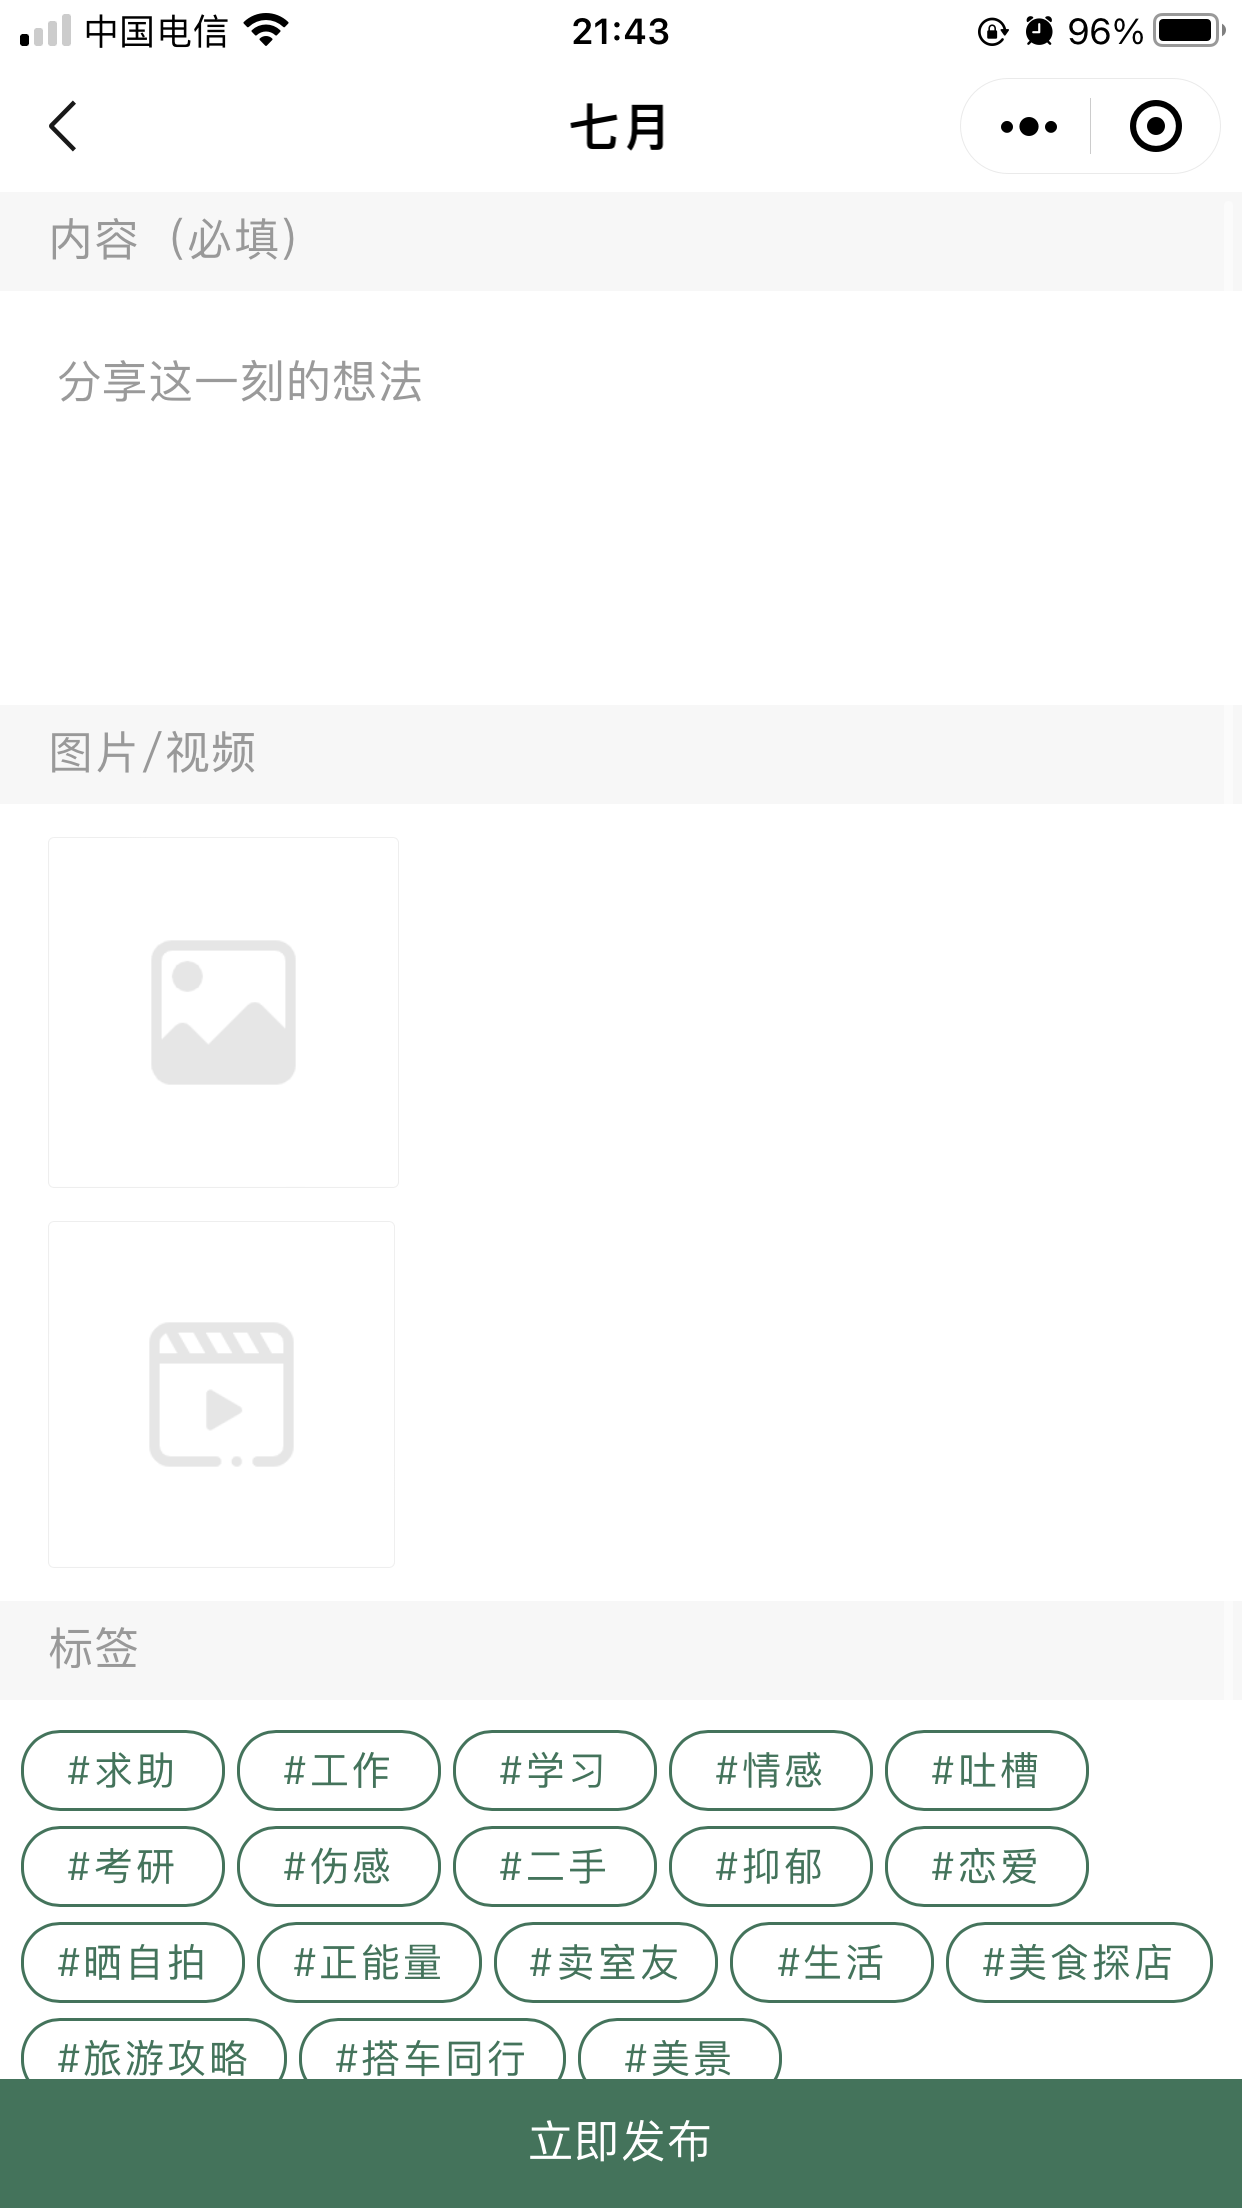 中国电信 21:43 96%
七月
内容（必填）
分享这一刻的想法
图片/视频
标签
#求助 #工作 #学习 #情感 #吐槽
#考研 #伤感 #二手 #抑郁 #恋爱
#晒自拍 #正能量 #卖室友 #生活 #美食探店
#旅游攻略 #搭车同行 #美景
立即发布